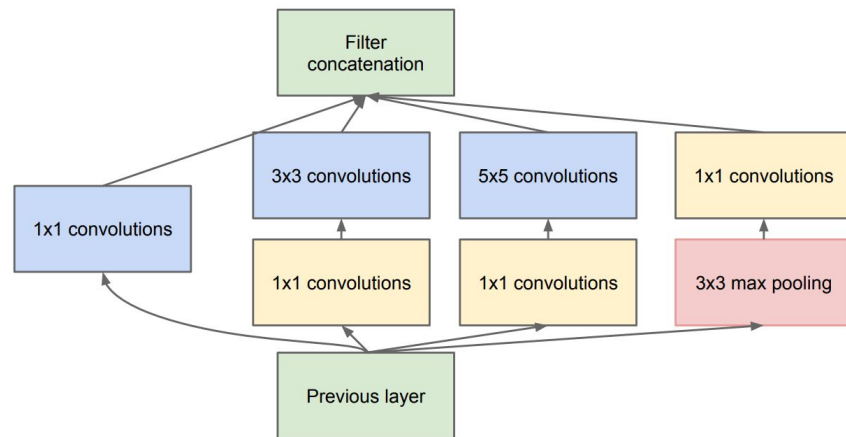 Filter
concatenation
3x3 convolutions
5x5 convolutions
1x1 convolutions
1x1 convolutions
1x1 convolutions
1x1 convolutions
3x3 max pooling
Previous layer